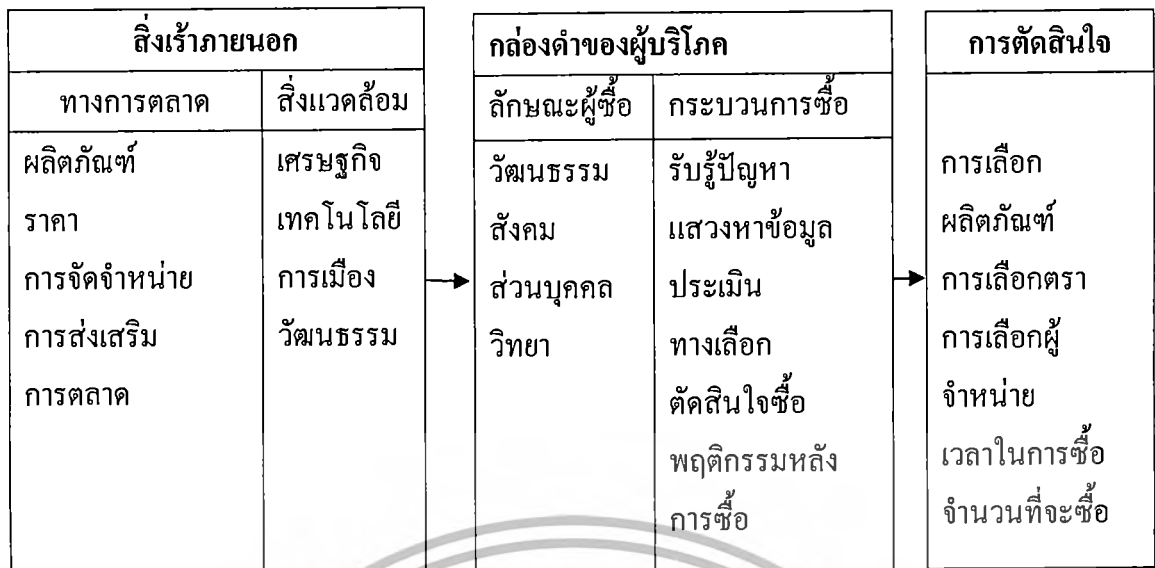 สิ่งเร้าภายนอก
ทางการตลาด
ผลิตภัณฑ์
ราคา
การจัดจำหน่าย
การส่งเสริม
การตลาด
สิ่งแวดล้อม
เศรษฐกิจ
เทคโนโลยี
การเมือง
วัฒนธรรม
กล่องดำของผู้บริโภค
ลักษณะผู้ซื้อ
วัฒนธรรม
สังคม
ส่วนบุคคล
วิทยา
กระบวนการซื้อ
รับรู้ปัญหา
แสวงหาข้อมูล
ประเมิน
ทางเลือก
ตัดสินใจซื้อ
พฤติกรรมหลัง
การซื้อ
การตัดสินใจ
การเลือก
ผลิตภัณฑ์
การเลือกตรา
การเลือกผู้
จำหน่าย
เวลาในการซื้อ
จำนวนที่จะซื้อ